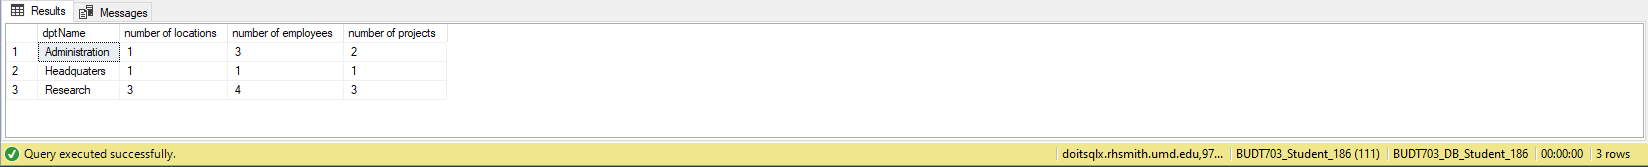 Results Messages
dptName number of locations number of employees number of projects
1 Administration 1 3 2
2 Headquaters 1 1 1
3 Research 3 4 3
Query executed successfully. doitsqlx.rhsmith.umd.edu,97... BUDT703_Student_186 (111) BUDT703_DB_Student_186 00:00:00 3 rows